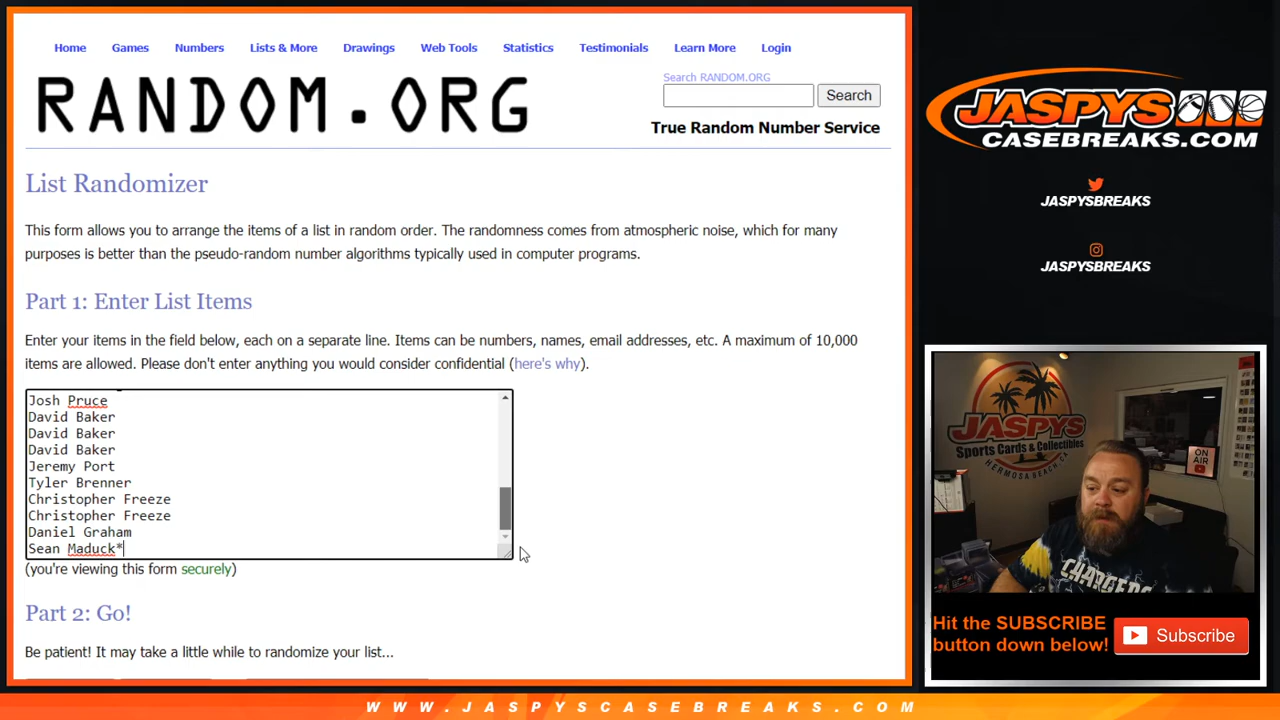 Home Games Numbers Lists & More Drawings Web Tools Statistics Testimonials Learn More Login
RANDOM.ORG
Search RANDOM.ORG
Search
True Random Number Service
List Randomizer
This form allows you to arrange the items of a list in random order. The randomness comes from atmospheric noise, which for many
purposes is better than the pseudo-random number algorithms typically used in computer programs.
Part 1: Enter List Items
Enter your items in the field below, each on a separate line. Items can be numbers, names, email addresses, etc. A maximum of 10,000
items are allowed. Please don't enter anything you would consider confidential (here's why).
Josh Pruce
David Baker
David Baker
David Baker
Jeremy Port
Tyler Brenner
Christopher Freeze
Christopher Freeze
Daniel Graham
Sean Maduck*
(you're viewing this form securely)
Part 2: Go!
Be patient! It may take a little while to randomize your list...
JASPYS
CASEBREAKS.COM
JASPYSBREAKS
JASPYSBREAKS
JASPYS
Sports Cards & Collectibles
HERMOSA BEACH, CA
ON AIR
CHARGERS
Hit the SUBSCRIBE
button down below!
Subscribe
WWW.JASPYSCASEBREAKS.COM